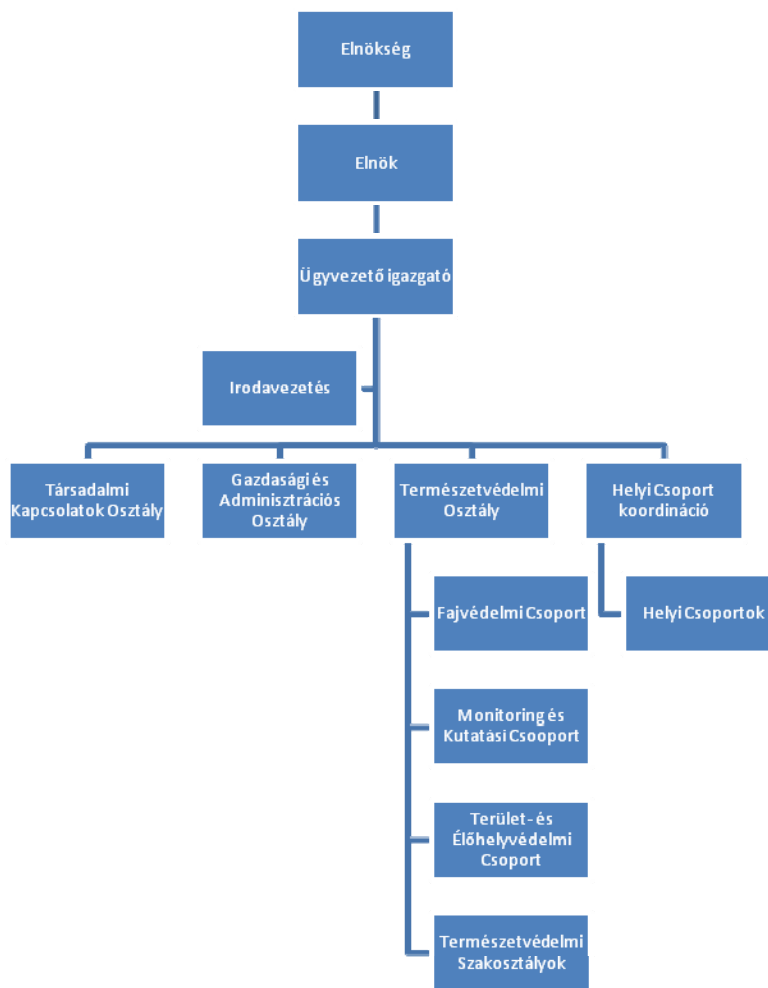 Elnökség
Elnök
Ügyvezető igazgató
Irodavezetés
Társadalmi
Kapcsolatok Osztály
Gazdasági és
Adminisztrációs
Osztály
Természetvédelmi
Osztály
Helyi Csoport
koordináció
Fajvédelmi Csoport
Helyi Csoportok
Monitoring és
Kutatási Csooport
Terület- és
Élőhelyvédelmi
Csoport
Természetvédelmi
Szakosztályok